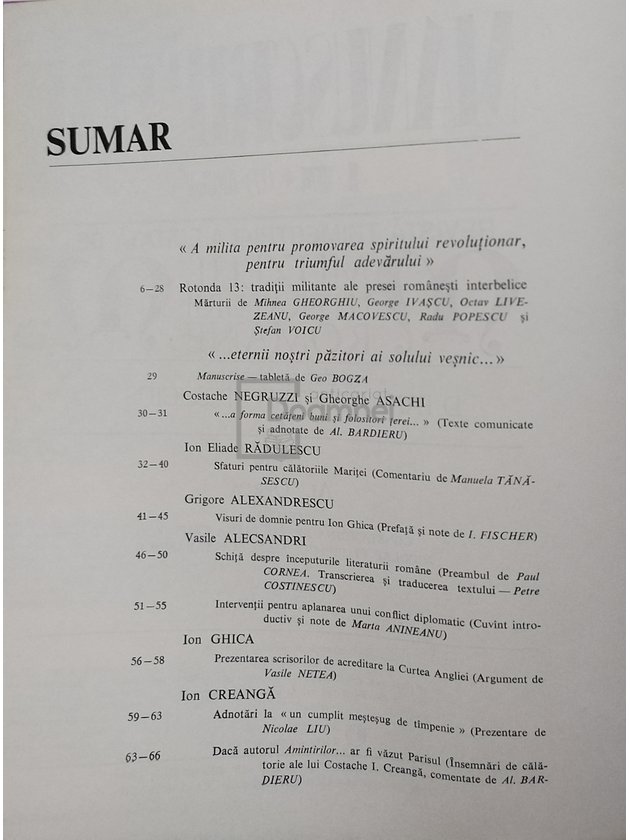 SUMAR
« A milita pentru promovarea spiritului revoluționar,
pentru triumful adevărului »
6—28 Rotonda 13: tradiții militante ale presei românești interbelice
Mărturii de Mihnea GHEORGHIU, George IVAȘCU, Octav LIVE-
ZEANU, George MACOVESCU, Radu POPESCU și
Ștefan VOICU
« ...eternii noștri păzitori ai solului veșnic... »
29 Manuscrise — tabletă de Geo BOGZA
Costache NEGRUZZI și Gheorghe ASACHI
30—31 « ...a forma cetățeni buni și folositori țerei... » (Texte comunicate
și adnotate de Al. BARDIERU)
Ion Eliade RĂDULESCU
32—40 Sfaturi pentru călătoriile Mariței (Comentariu de Manuela TĂNĂ-
SESCU)
Grigore ALEXANDRESCU
41—45 Visuri de domnie pentru Ion Ghica (Prefață și note de I. FISCHER)
Vasile ALECSANDRI
46—50 Schiță despre începuturile literaturii române (Preambul de Paul
CORNEA. Transcrierea și traducerea textului — Petre
COSTINESCU)
51—55 Intervenții pentru aplanarea unui conflict diplomatic (Cuvînt intro-
ductiv și note de Marta ANINEANU)
Ion GHICA
56—58 Prezentarea scrisorilor de acreditare la Curtea Angliei (Argument de
Vasile NETEA)
Ion CREANGĂ
59—63 Adnotări la « un cumplit meșteșug de timpenie » (Prezentare de
Nicolae LIU)
63—66 Dacă autorul Amintirilor... ar fi văzut Parisul (Însemnări de călă-
torie ale lui Costache I. Creangă, comentate de Al. BAR-
DIERU)